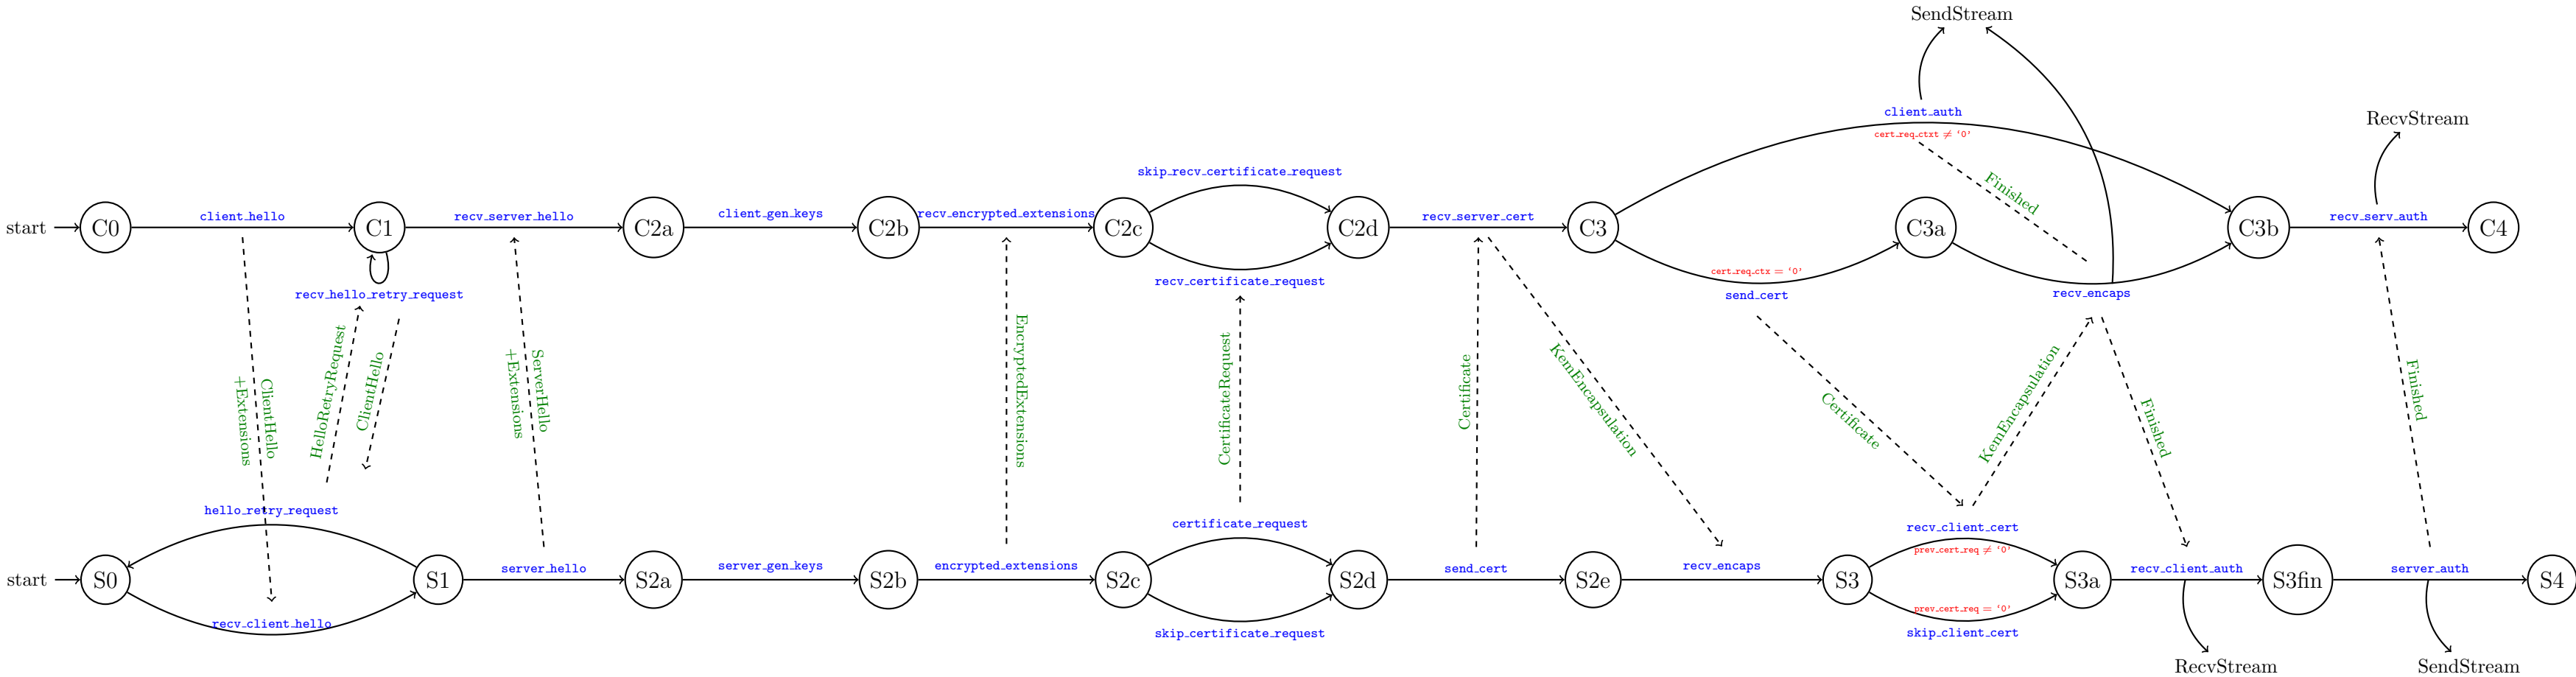 SendStream
client_auth
cert_req_ctxt ≠ ‘0’
RecvStream
skip_recv_certificate_request
Finished
start
C0
client_hello
C1
recv_server_hello
C2a
client_gen_keys
C2b
recv_encrypted_extensions
C2c
C2d
recv_server_cert
C3
C3a
C3b
recv_serv_auth
C4
recv_hello_retry_request
recv_certificate_request
cert_req_ctx = ‘0’
send_cert
recv_encaps
ClientHello
+Extensions
HelloRetryRequest
ClientHello
ServerHello
+Extensions
EncryptedExtensions
CertificateRequest
Certificate
KemEncapsulation
Certificate
KemEncapsulation
Finished
Finished
hello_retry_request
certificate_request
recv_client_cert
prev_cert_req ≠ ‘0’
start
S0
S1
server_hello
S2a
server_gen_keys
S2b
encrypted_extensions
S2c
S2d
send_cert
S2e
recv_encaps
S3
S3a
recv_client_auth
S3fin
server_auth
S4
recv_client_hello
skip_certificate_request
prev_cert_req = ‘0’
skip_client_cert
RecvStream
SendStream